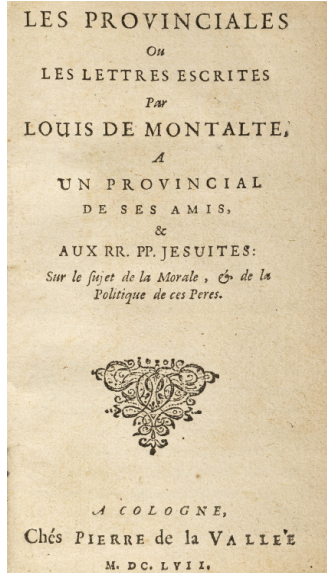 LES PROVINCIALES
Ou
LES LETTRES ESCRITES
Par
LOUIS DE MONTALTE,
A
UN PROVINCIAL
DE SES AMIS,
&
AUX RR. PP. JESUITES:
Sur le ſujet de la Morale, & de la
Politique de ces Peres.
A COLOGNE,
Chés PIERRE de la VALLÉE
M. DC. LVII.